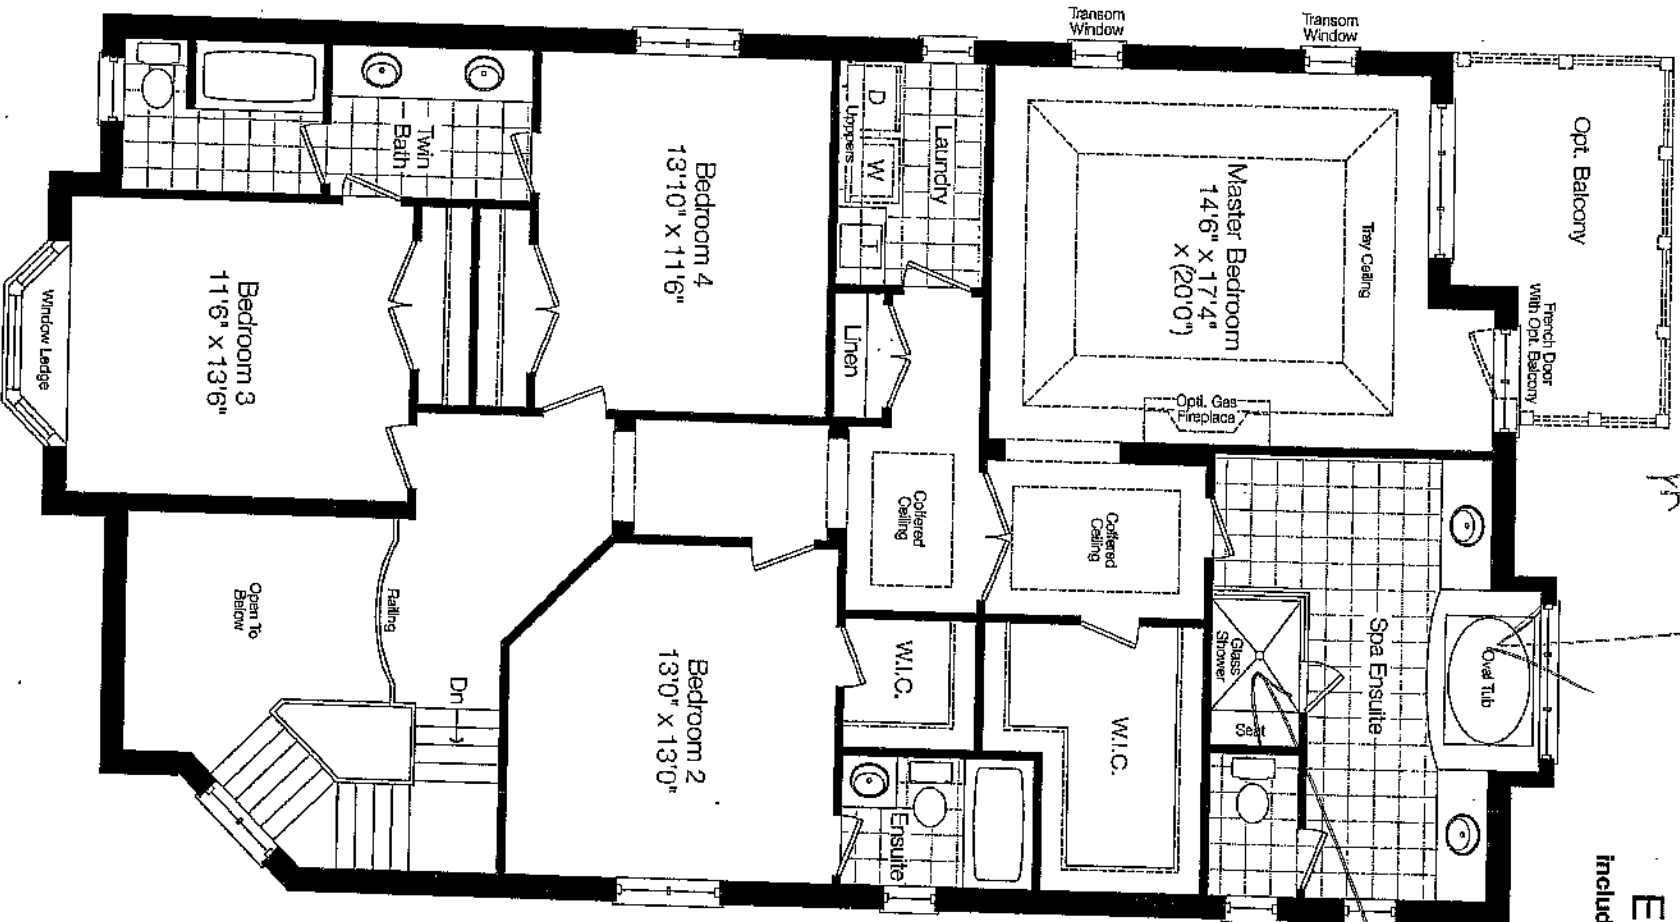 Transom
Window
Transom
Window
Opt. Balcony
French Door
With Opt. Balcony
Tray Ceiling
Master Bedroom
14'6" x 17'4"
x (20'0")
Opti. Gas
Fireplace
Laundry
D
W
Uppers
Linen
Bedroom 4
13'10" x 11'6"
Twin
Bath
Bedroom 3
11'6" x 13'6"
Window Ledge
Coffered
Ceiling
Coffered
Ceiling
Spa Ensuite
Oval Tub
Glass
Shower
Seat
W.I.C.
W.I.C.
Ensuite
Bedroom 2
13'0" x 13'0"
Dn
Railing
Open To
Below
E
includ